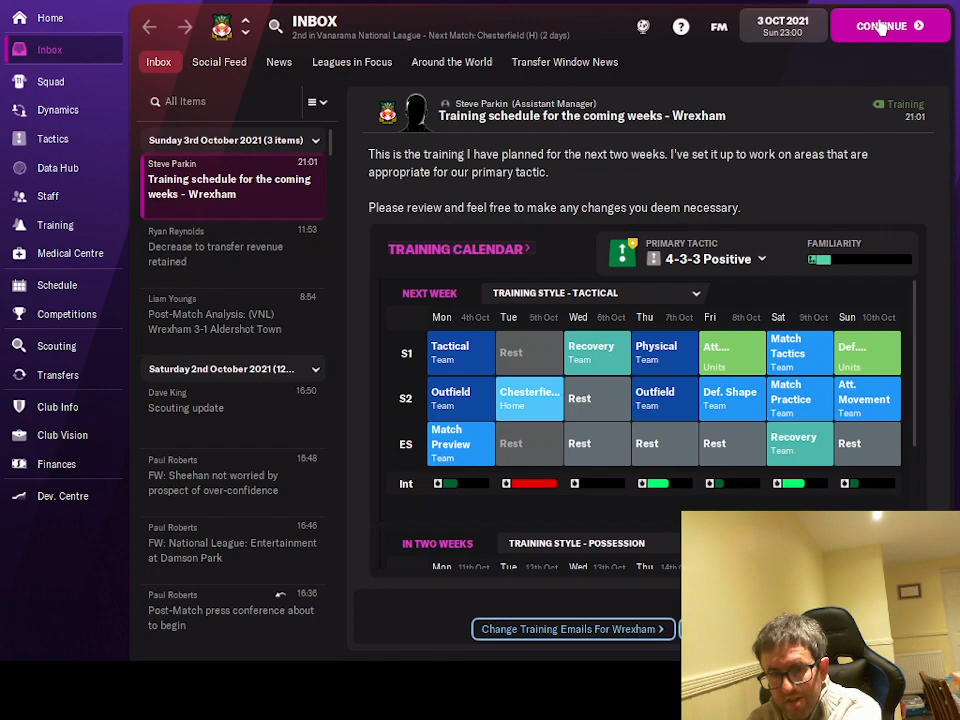 Home
INBOX
2nd in Vanarama National League - Next Match: Chesterfield (H) (2 days)
?
FM
3 OCT 2021
Sun 23:00
CONTINUE
Inbox
Inbox
Social Feed
News
Leagues in Focus
Around the World
Transfer Window News
Squad
Dynamics
Tactics
Data Hub
Staff
Training
Medical Centre
Schedule
Competitions
Scouting
Transfers
Club Info
Club Vision
Finances
Dev. Centre
All Items
Sunday 3rd October 2021 (3 items)
Steve Parkin 21:01
Training schedule for the coming
weeks - Wrexham
Ryan Reynolds 11:53
Decrease to transfer revenue
retained
Liam Youngs 8:54
Post-Match Analysis: (VNL)
Wrexham 3-1 Aldershot Town
Saturday 2nd October 2021 (12...
Dave King 16:50
Scouting update
Paul Roberts 16:48
FW: Sheehan not worried by
prospect of over-confidence
Paul Roberts 16:46
FW: National League: Entertainment
at Damson Park
Paul Roberts 16:36
Post-Match press conference about
to begin
Steve Parkin (Assistant Manager)
Training schedule for the coming weeks - Wrexham
Training
21:01
This is the training I have planned for the next two weeks. I've set it up to work on areas that are
appropriate for our primary tactic.
Please review and feel free to make any changes you deem necessary.
TRAINING CALENDAR
PRIMARY TACTIC
4-3-3 Positive
FAMILIARITY
NEXT WEEK
TRAINING STYLE - TACTICAL
Mon 4th Oct Tue 5th Oct Wed 6th Oct Thu 7th Oct Fri 8th Oct Sat 9th Oct Sun 10th Oct
S1
Tactical
Team
Rest
Recovery
Team
Physical
Team
Att....
Units
Match
Tactics
Team
Def....
Units
S2
Outfield
Team
Chesterfie...
Home
Rest
Outfield
Team
Def. Shape
Team
Match
Practice
Team
Att.
Movement
Team
ES
Match
Preview
Team
Rest
Rest
Rest
Rest
Recovery
Team
Rest
Int
IN TWO WEEKS
TRAINING STYLE - POSSESSION
Mon 11th Oct Tue 12th Oct Wed 13th Oct Thu 14th
Change Training Emails For Wrexham >